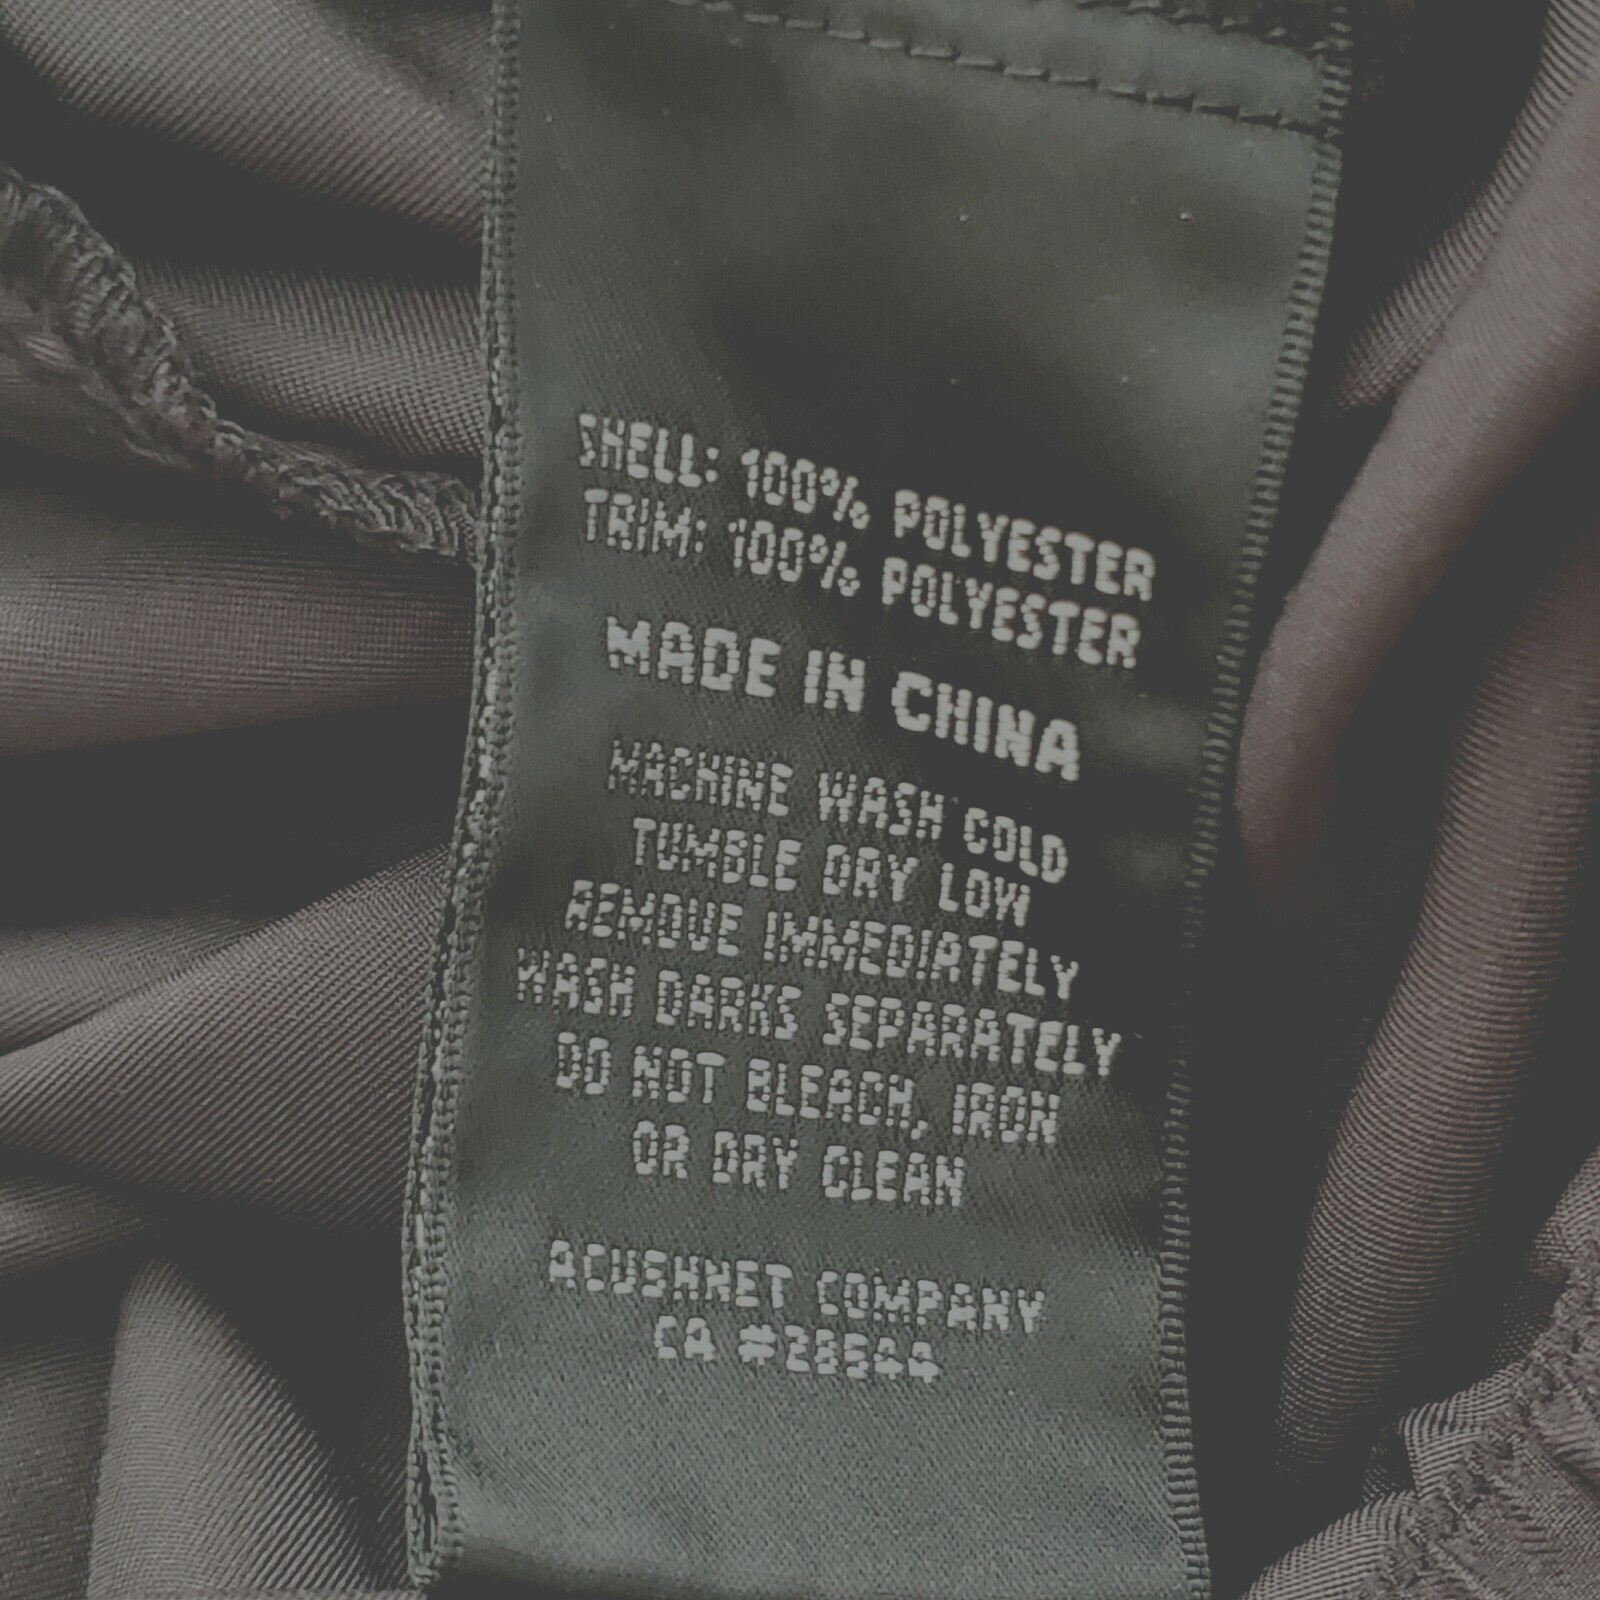 SHELL: 100% POLYESTER
TRIM: 100% POLYESTER
MADE IN CHINA
MACHINE WASH COLD
TUMBLE DRY LOW
REMOVE IMMEDIATELY
WASH DARKS SEPARATELY
DO NOT BLEACH, IRON
OR DRY CLEAN
ACUSHNET COMPANY
CA #28544